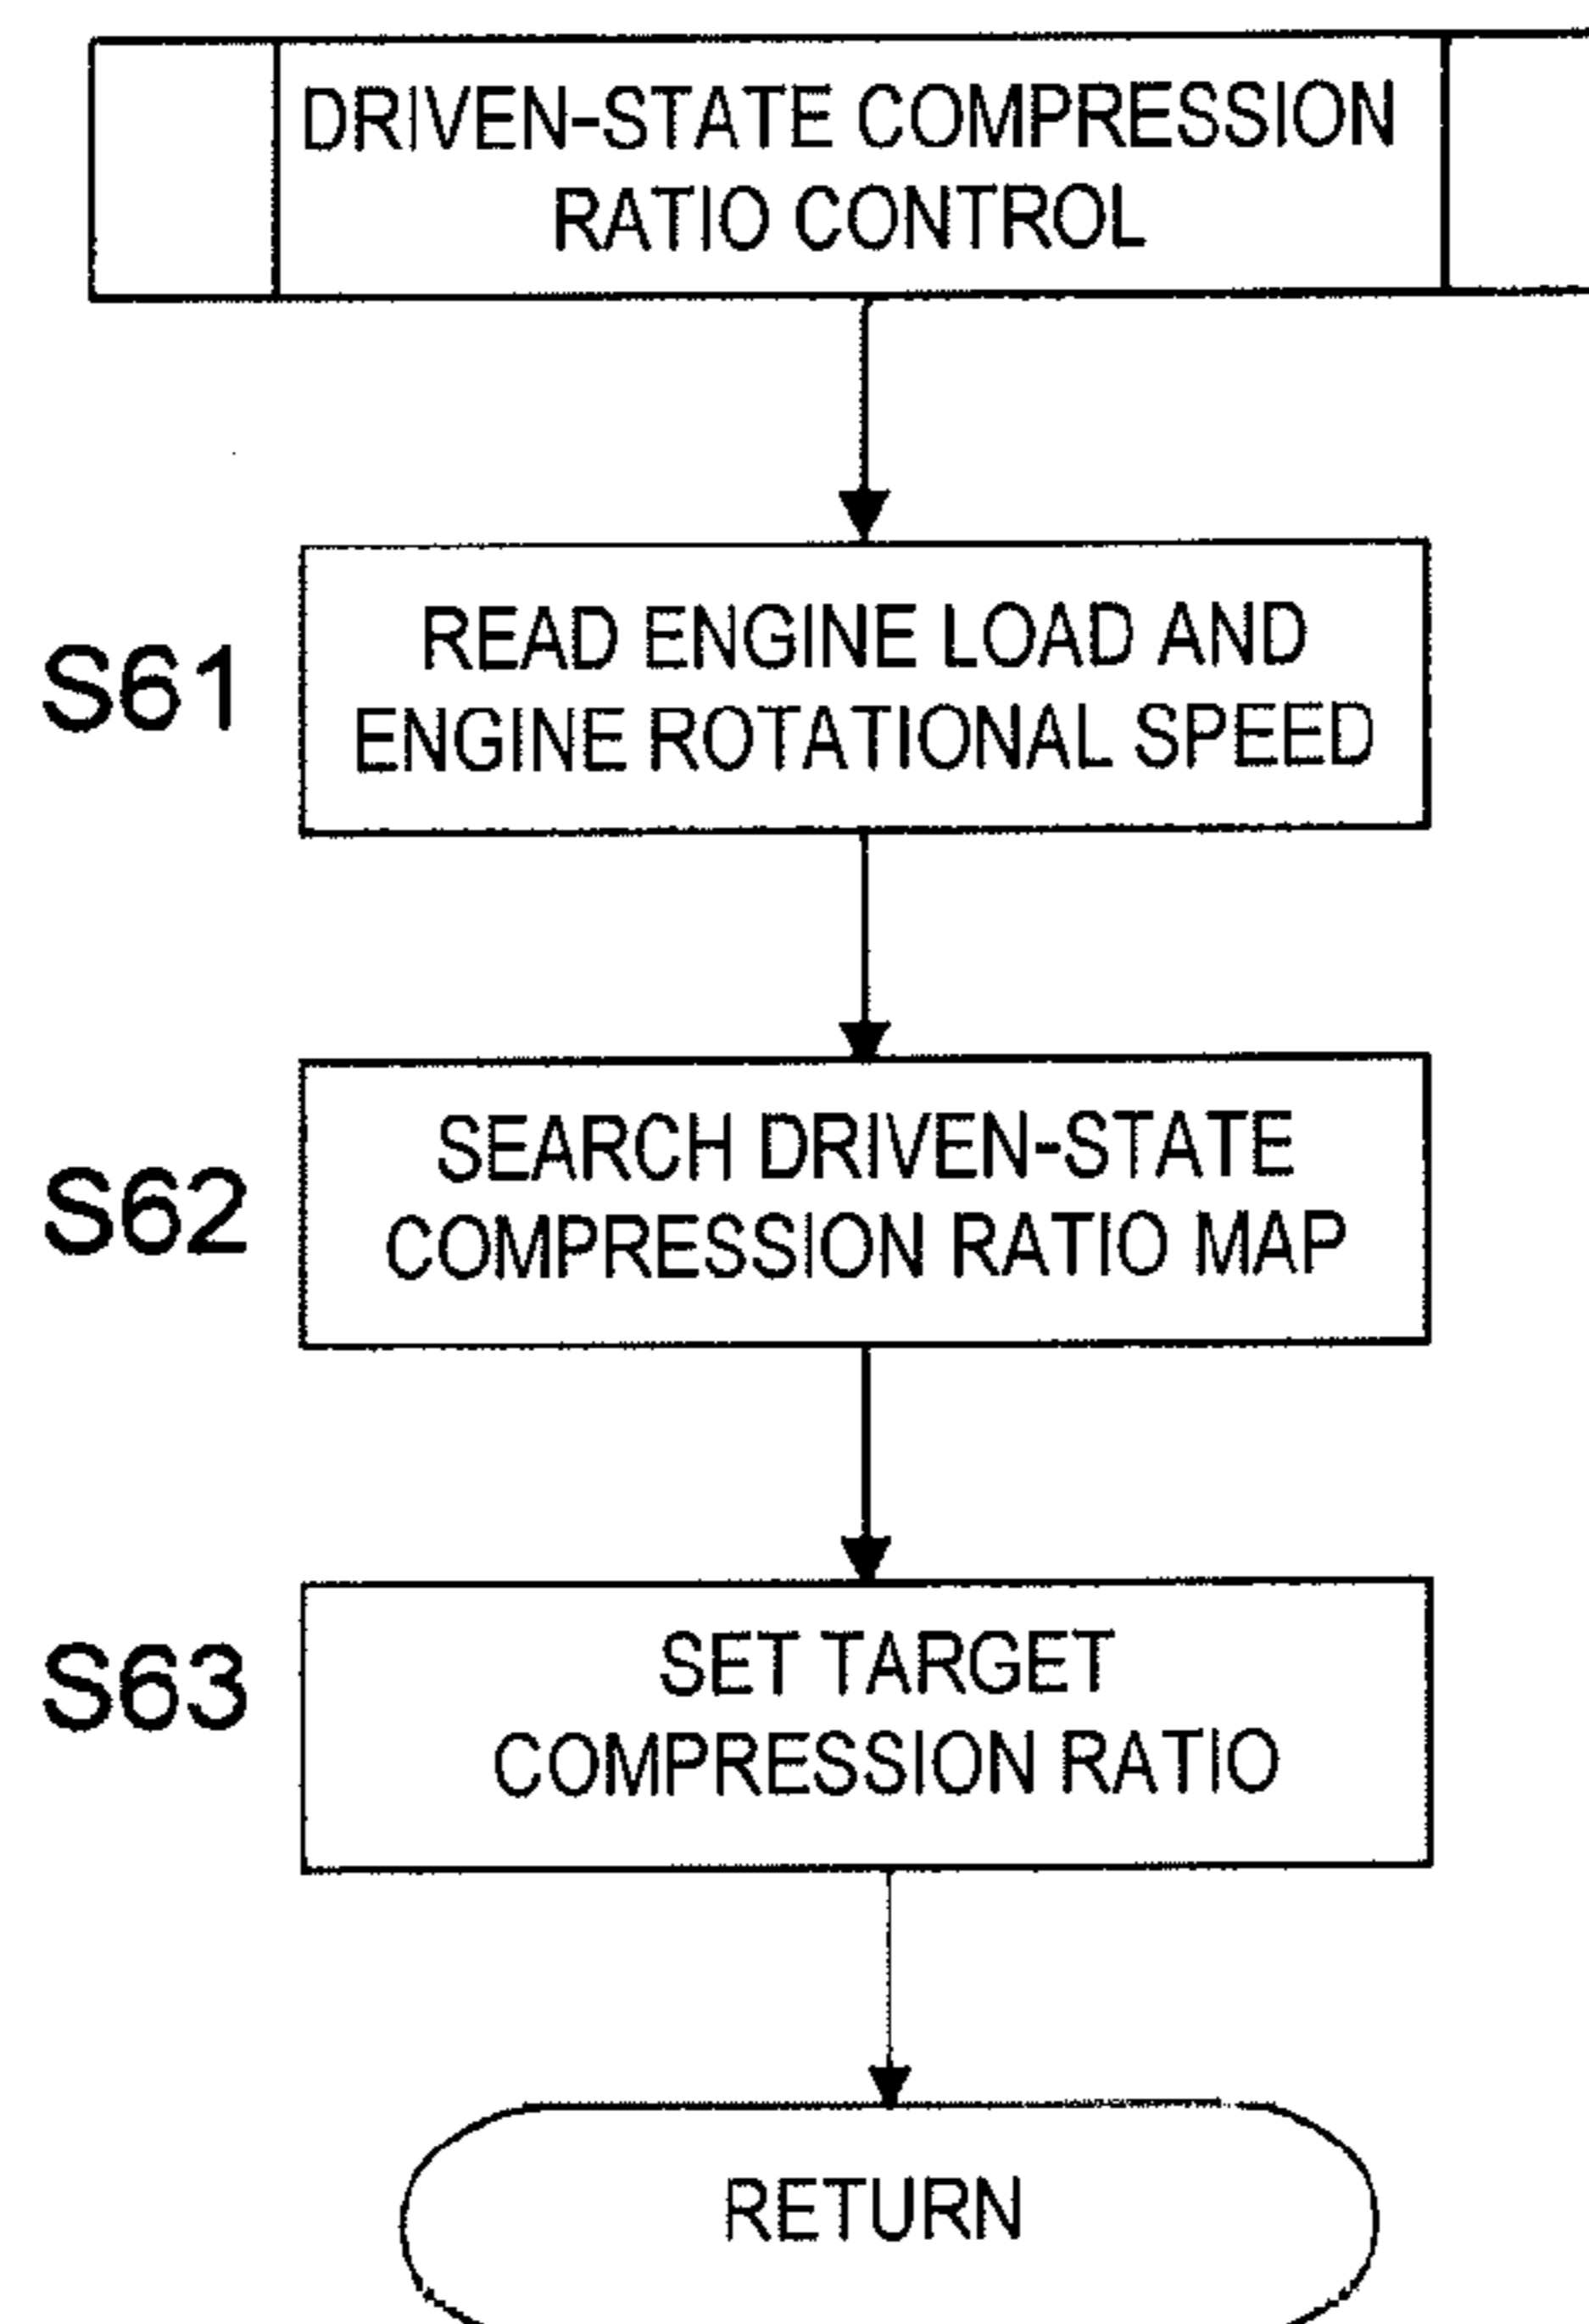 DRIVEN-STATE COMPRESSION
RATIO CONTROL
S61
READ ENGINE LOAD AND
ENGINE ROTATIONAL SPEED
S62
SEARCH DRIVEN-STATE
COMPRESSION RATIO MAP
S63
SET TARGET
COMPRESSION RATIO
RETURN